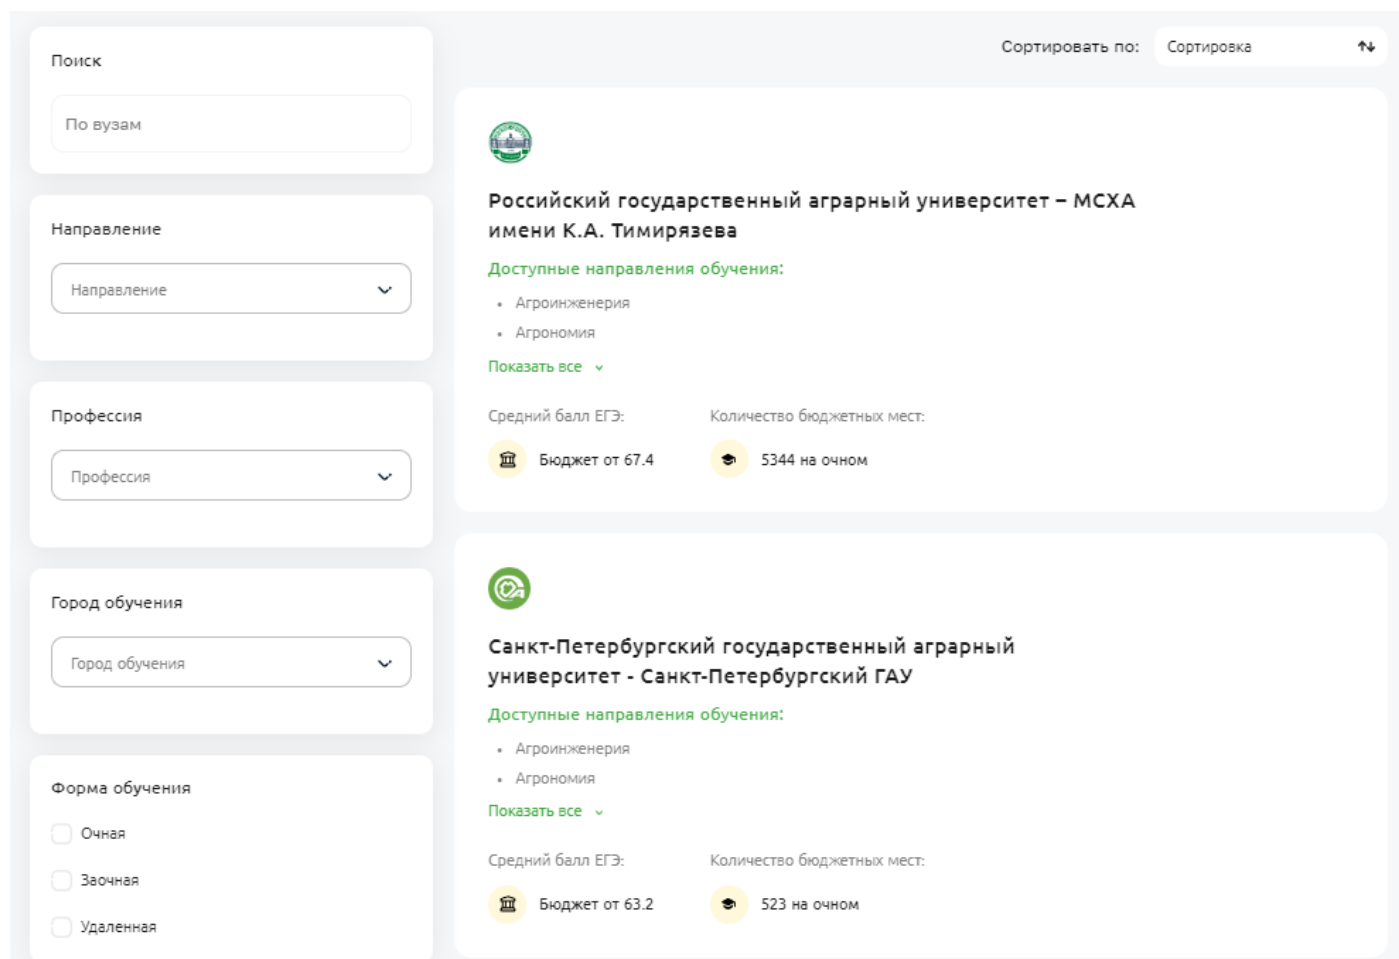 Поиск
По вузам
Направление
Направление
Профессия
Профессия
Город обучения
Город обучения
Форма обучения
Очная
Заочная
Удаленная
Сортировать по: Сортировка
Российский государственный аграрный университет – МСХА
имени К.А. Тимирязева
Доступные направления обучения:
• Агроинженерия
• Агрономия
Показать все
Средний балл ЕГЭ: Количество бюджетных мест:
Бюджет от 67.4 5344 на очном
Санкт-Петербургский государственный аграрный
университет - Санкт-Петербургский ГАУ
Доступные направления обучения:
• Агроинженерия
• Агрономия
Показать все
Средний балл ЕГЭ: Количество бюджетных мест:
Бюджет от 63.2 523 на очном